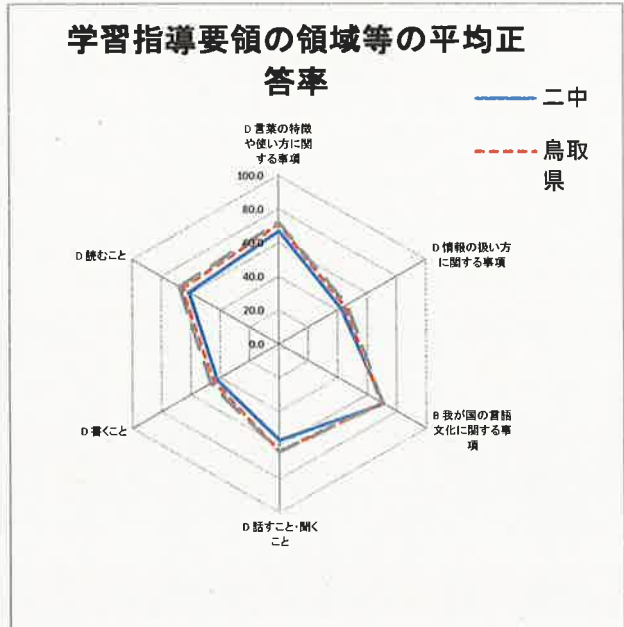 学習指導要領の領域等の平均正
答率
二中
鳥取
県
D 言葉の特徴
や使い方に関
する事項
100.0
80.0
60.0
40.0
20.0
0.0
D 情報の扱い方
に関する事項
B 我が国の言語
文化に関する事
項
D 話すこと・聞く
こと
D 書くこと
D 読むこと